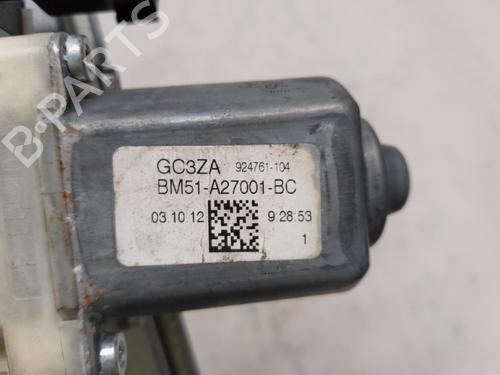 B-PARTS
GC3ZA 924761-104
BM51-A27001-BC
03.10.12 9:28:53
1